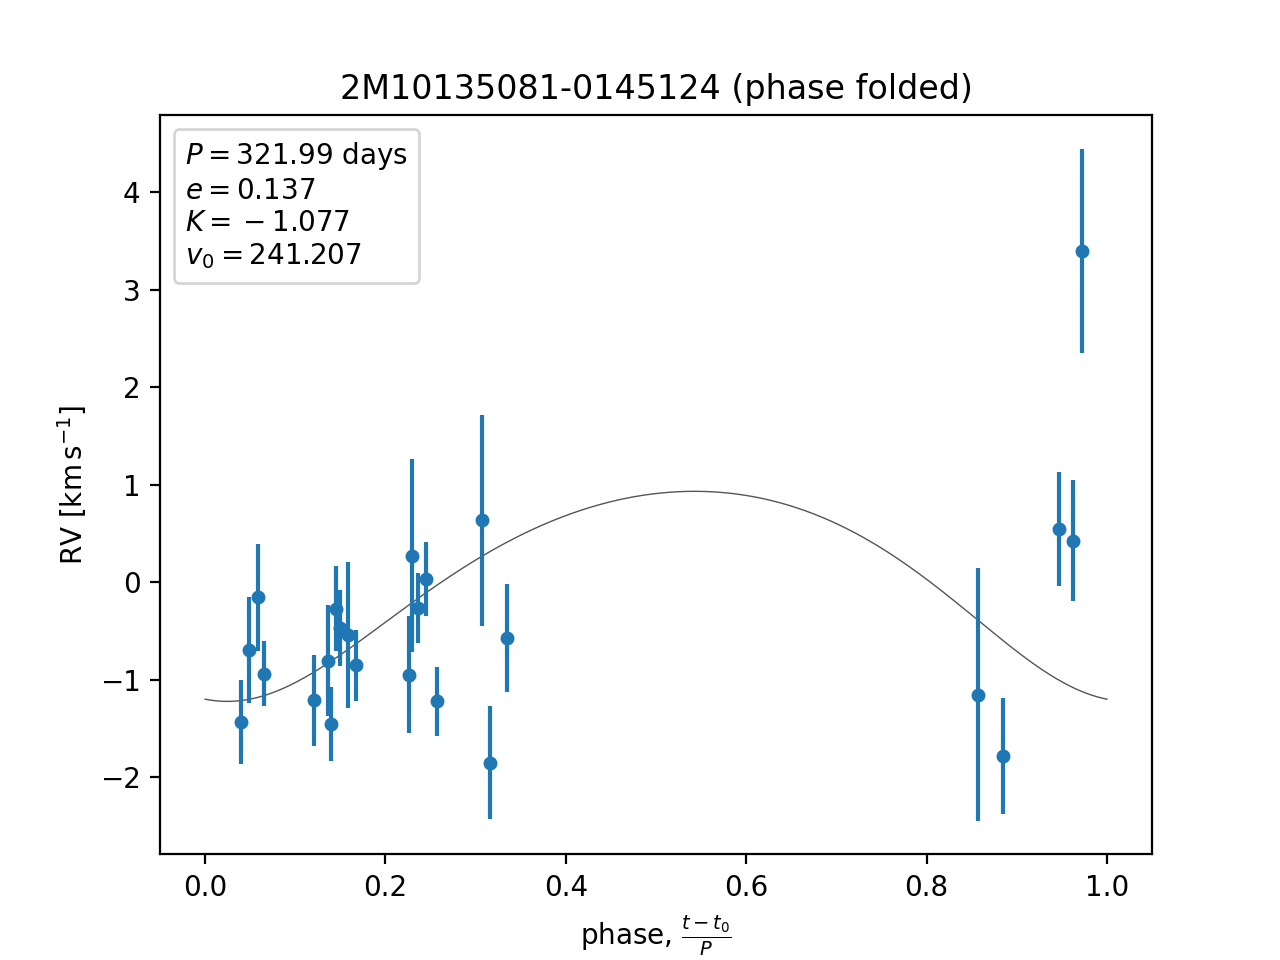 2M10135081-0145124 (phase folded)
P = 321.99 days
e = 0.137
K = −1.077
v₀ = 241.207
RV [km s⁻¹]
4
3
2
1
0
−1
−2
0.0 0.2 0.4 0.6 0.8 1.0
phase, (t − t₀)/P